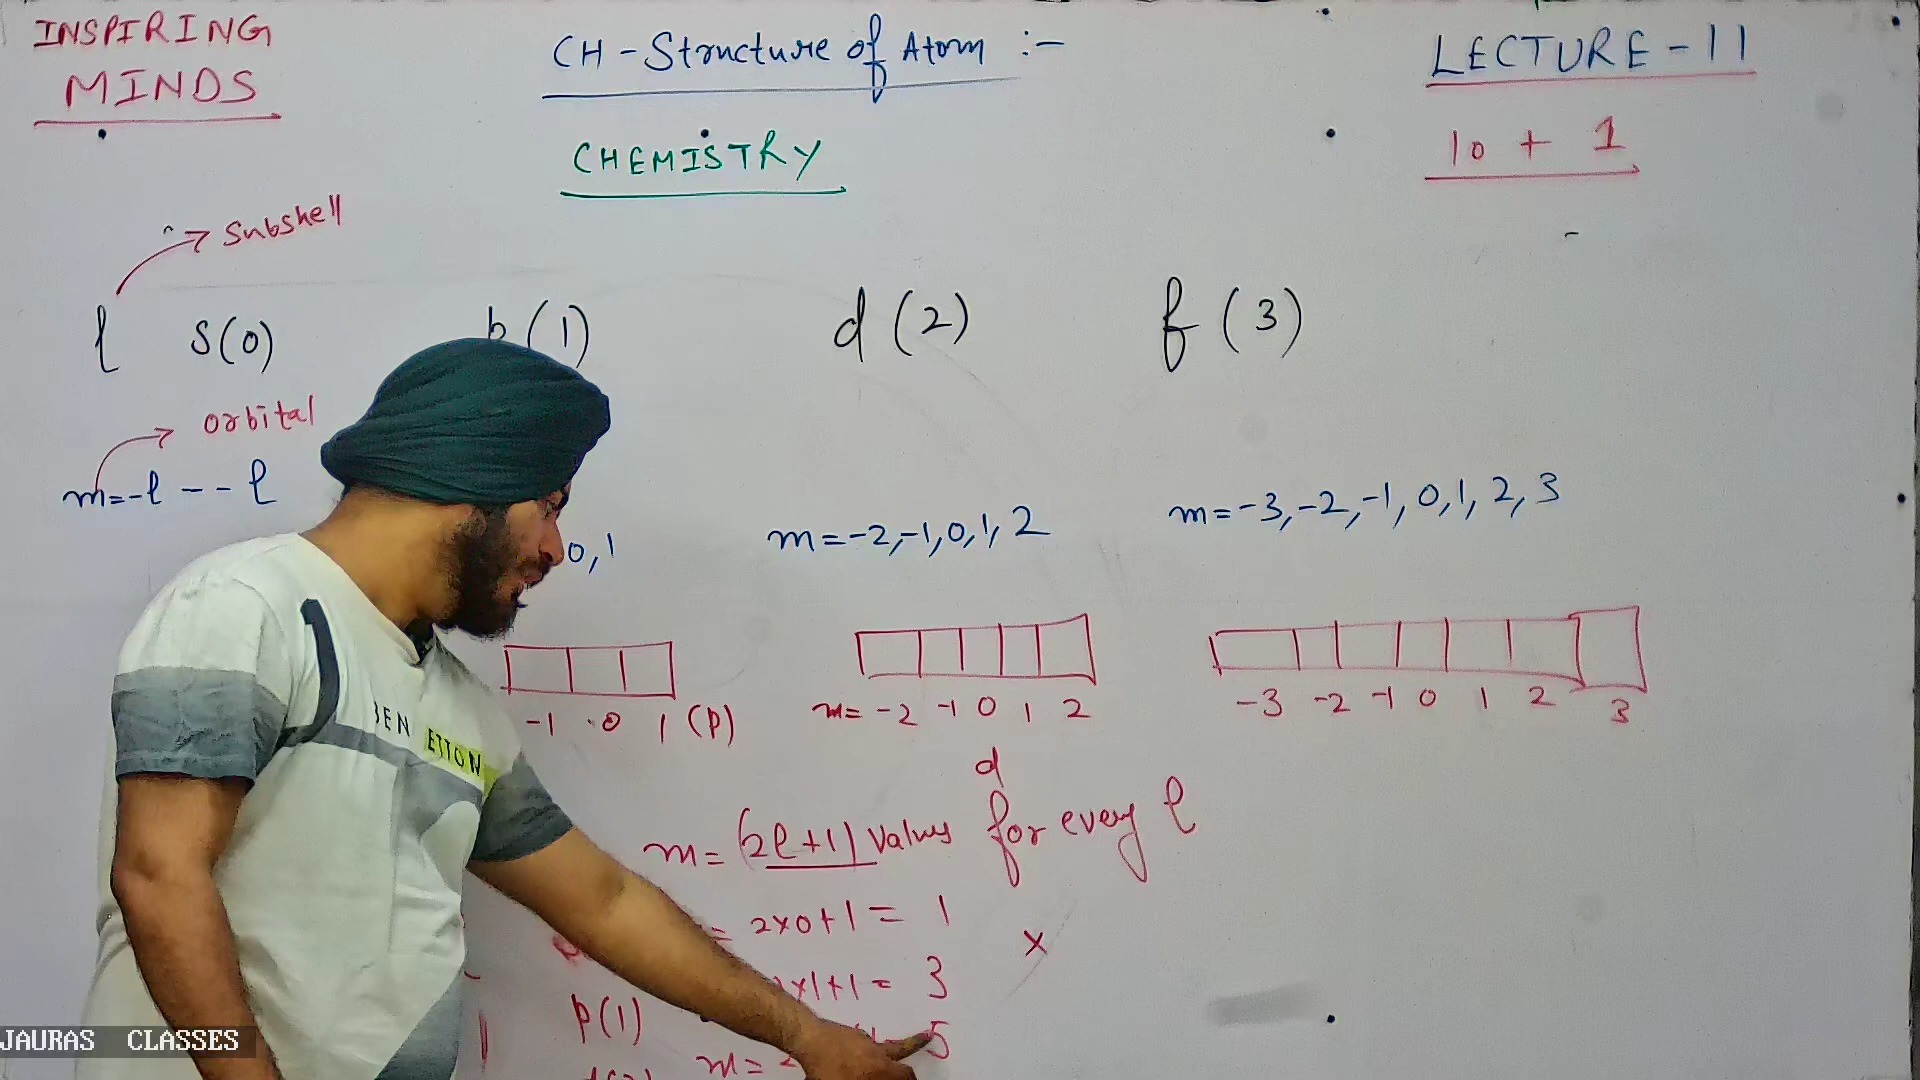 INSPIRING
MINDS
CH - Structure of Atom :-
LECTURE - 11
CHEMISTRY
10 + 1
Subshell
l s(0) p(1) d(2) f(3)
orbital
m=-l -- l
0,1
m=-2,-1,0,1,2
m=-3,-2,-1,0,1,2,3
-1 0 1 (p)
m= -2 -1 0 1 2
-3 -2 -1 0 1 2 3
d
m= (2l+1) values for every l
= 2x0+1 = 1
x
x1+1 = 3
p(1)
5
m= 2
BEN ETTON
JAURAS CLASSES